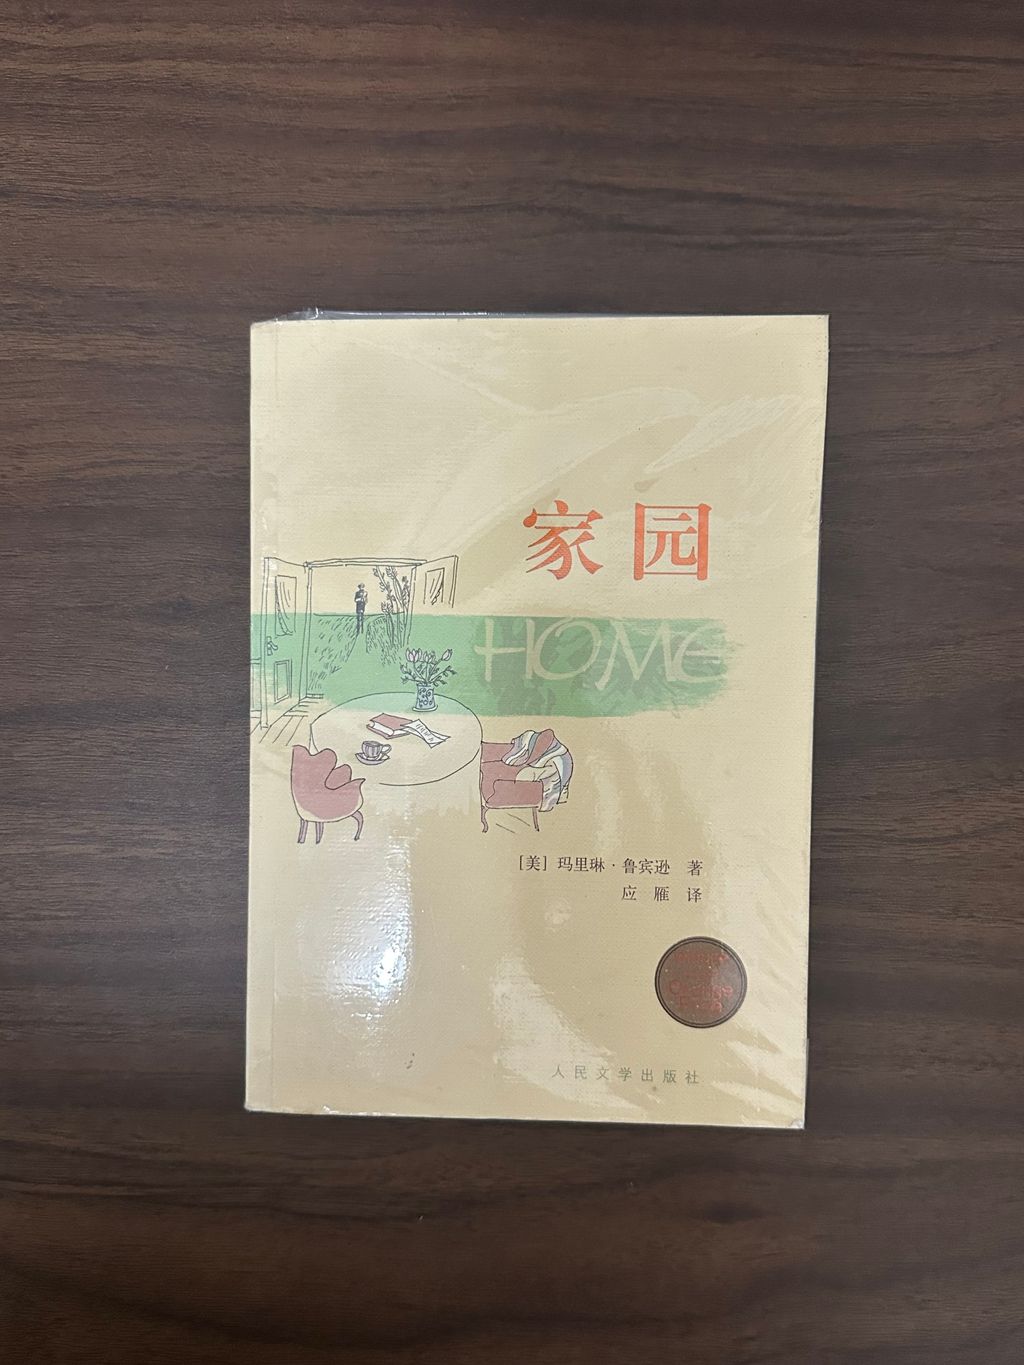 家园
HOME
[美] 玛里琳·鲁宾逊 著
应雁 译
Orange
人民文学出版社